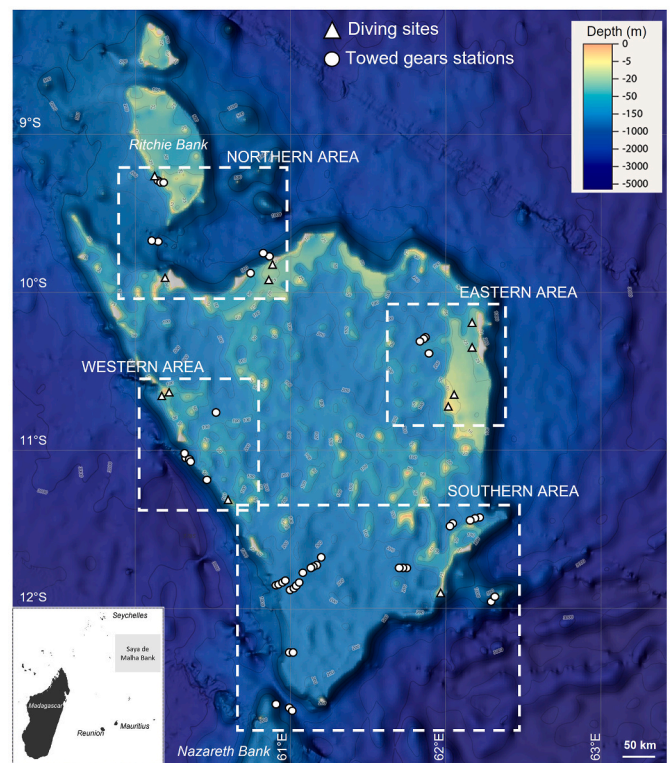 Diving sites
Towed gears stations
Depth (m)
0
-5
-20
-50
-150
-1000
-3000
-5000
9°S
Ritchie Bank
NORTHERN AREA
10°S
EASTERN AREA
WESTERN AREA
11°S
SOUTHERN AREA
12°S
Seychelles
Saya de
Malha Bank
Madagascar
Reunion
Mauritius
Nazareth Bank
61°E
62°E
63°E
50 km